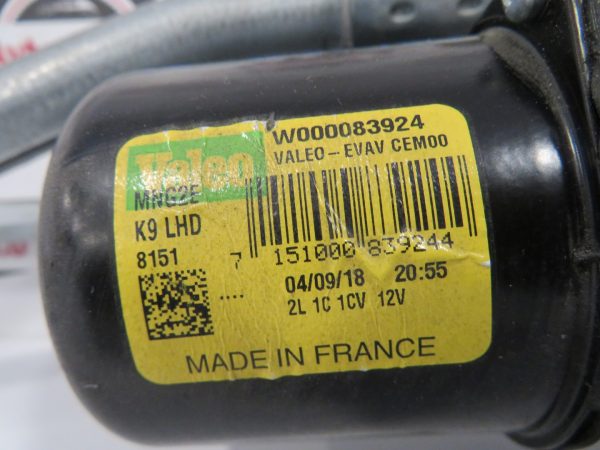 W000083924
Valeo
VALEO - EVAV CEM00
K9 LHD
8151
7 151000 839244
04/09/18 20:55
2L 1C 1CV 12V
MADE IN FRANCE